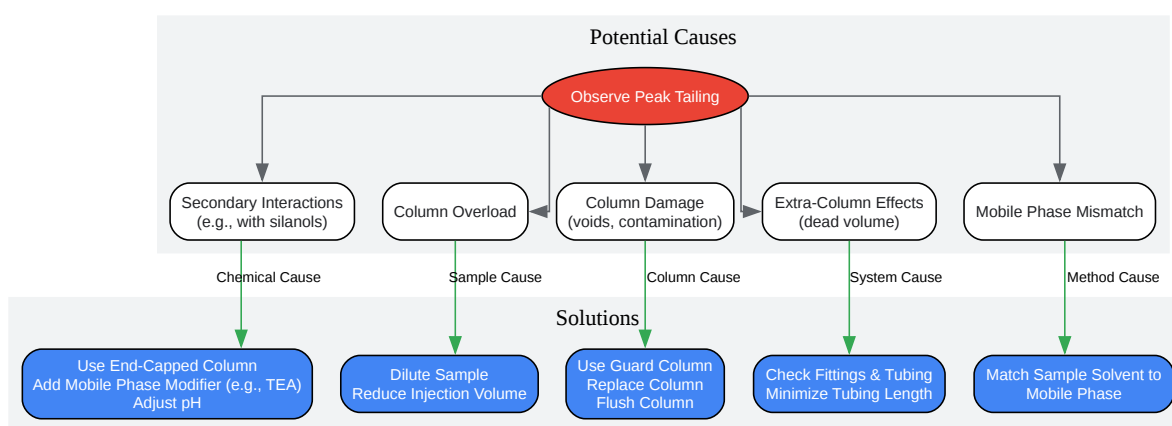 Potential Causes
Observe Peak Tailing
Secondary Interactions
(e.g., with silanols)
Column Overload
Column Damage
(voids, contamination)
Extra-Column Effects
(dead volume)
Mobile Phase Mismatch
Chemical Cause
Sample Cause
Column Cause
System Cause
Method Cause
Solutions
Use End-Capped Column
Add Mobile Phase Modifier (e.g., TEA)
Adjust pH
Dilute Sample
Reduce Injection Volume
Use Guard Column
Replace Column
Flush Column
Check Fittings & Tubing
Minimize Tubing Length
Match Sample Solvent to
Mobile Phase